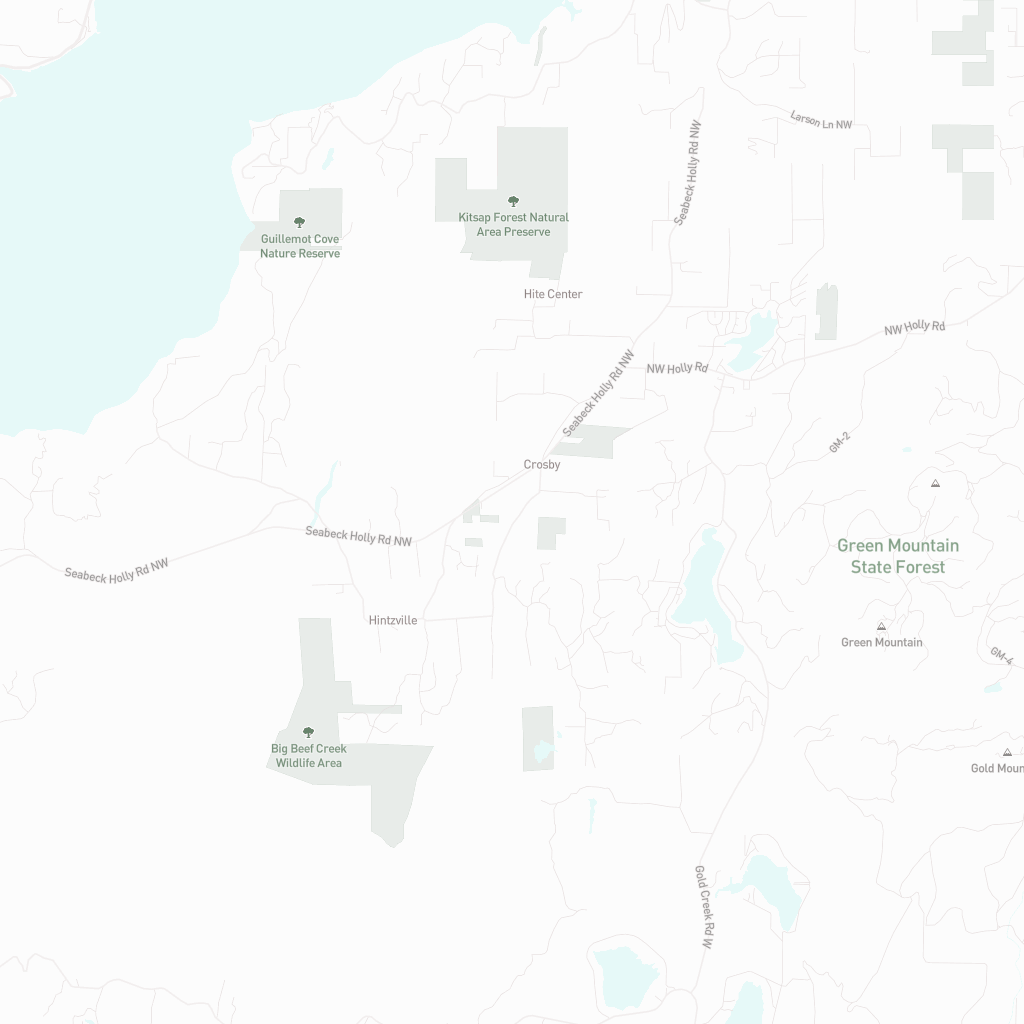 Larson Ln NW
Seabeck Holly Rd NW
Kitsap Forest Natural
Area Preserve
Guillemot Cove
Nature Reserve
Hite Center
NW Holly Rd
NW Holly Rd
Seabeck Holly Rd NW
GM-2
Crosby
Seabeck Holly Rd NW
Green Mountain
State Forest
Seabeck Holly Rd NW
Hintzville
Green Mountain
GM-4
Big Beef Creek
Wildlife Area
Gold Moun
Gold Creek Rd W